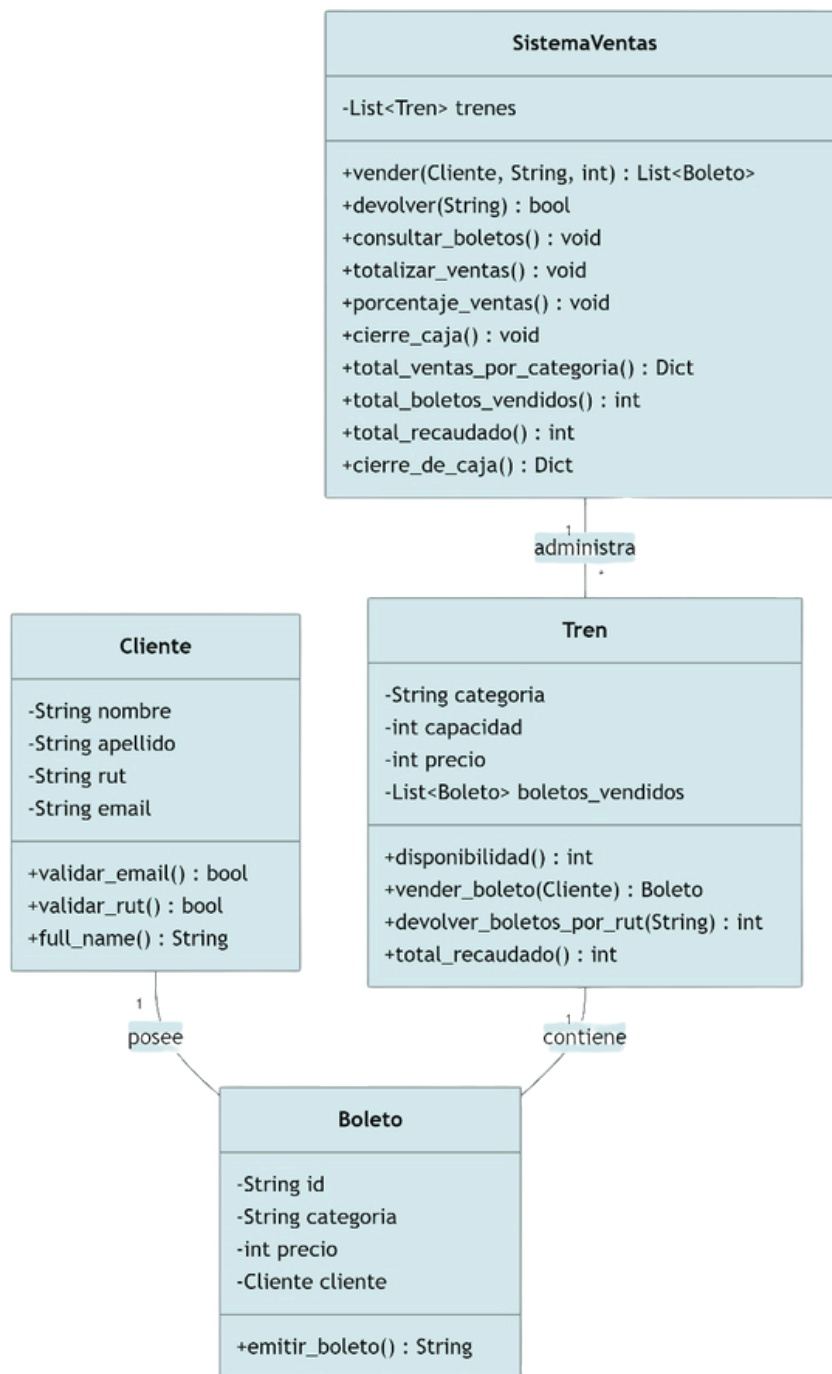 SistemaVentas
-List<Tren> trenes
+vender(Cliente, String, int) : List<Boleto>
+devolver(String) : bool
+consultar_boletos() : void
+totalizar_ventas() : void
+porcentaje_ventas() : void
+cierre_caja() : void
+total_ventas_por_categoria() : Dict
+total_boletos_vendidos() : int
+total_recaudado() : int
+cierre_de_caja() : Dict
1
administra
*
Cliente
-String nombre
-String apellido
-String rut
-String email
+validar_email() : bool
+validar_rut() : bool
+full_name() : String
Tren
-String categoria
-int capacidad
-int precio
-List<Boleto> boletos_vendidos
+disponibilidad() : int
+vender_boleto(Cliente) : Boleto
+devolver_boletos_por_rut(String) : int
+total_recaudado() : int
1
posee
1
contiene
Boleto
-String id
-String categoria
-int precio
-Cliente cliente
+emitir_boleto() : String